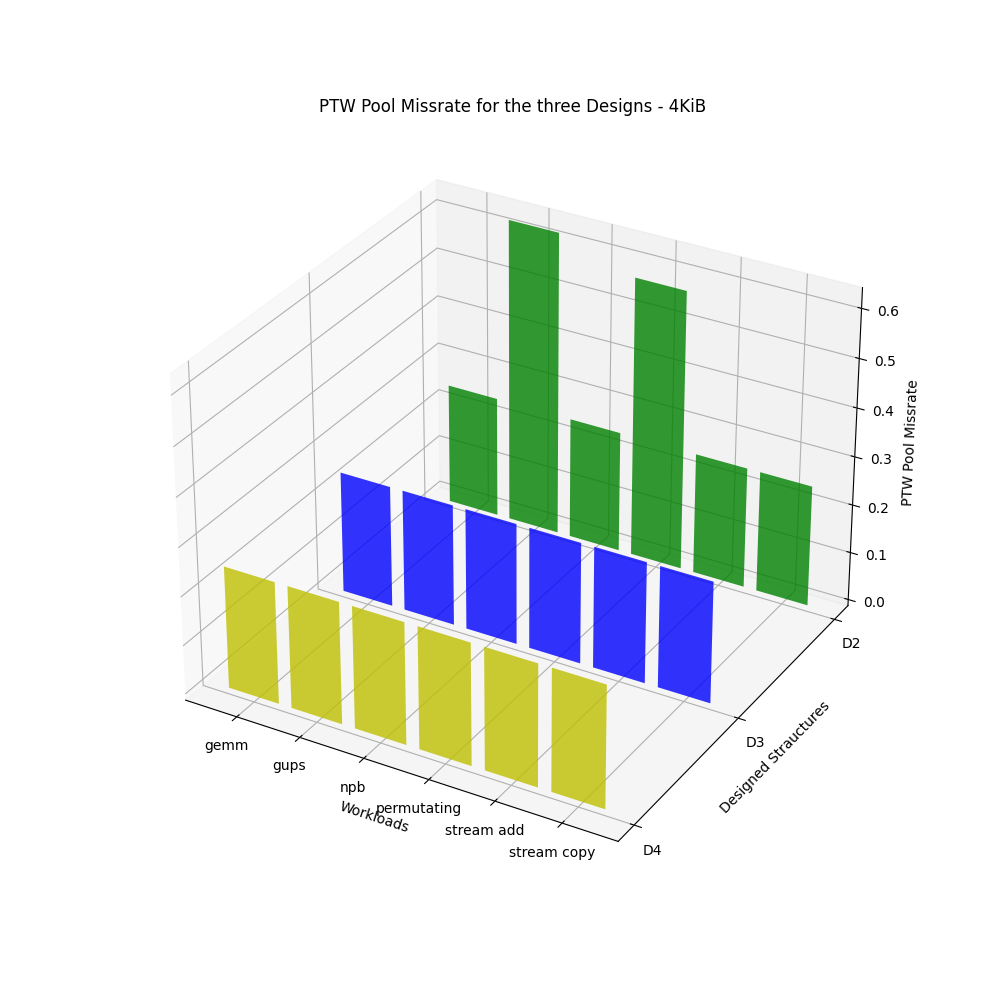 PTW Pool Missrate for the three Designs - 4KiB
0.6
0.5
0.4
0.3
0.2
0.1
0.0
PTW Pool Missrate
D2
D3
D4
Designed Strauctures
gemm
gups
npb
permutating
stream add
stream copy
Workloads